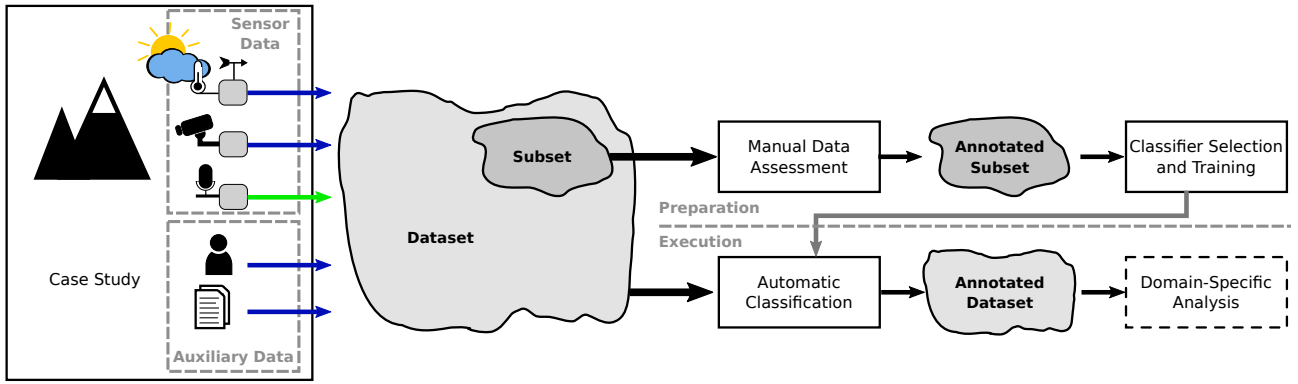 Sensor
Data
Case Study
Auxiliary Data
Dataset
Subset
Manual Data
Assessment
Annotated
Subset
Classifier Selection
and Training
Preparation
Execution
Automatic
Classification
Annotated
Dataset
Domain-Specific
Analysis